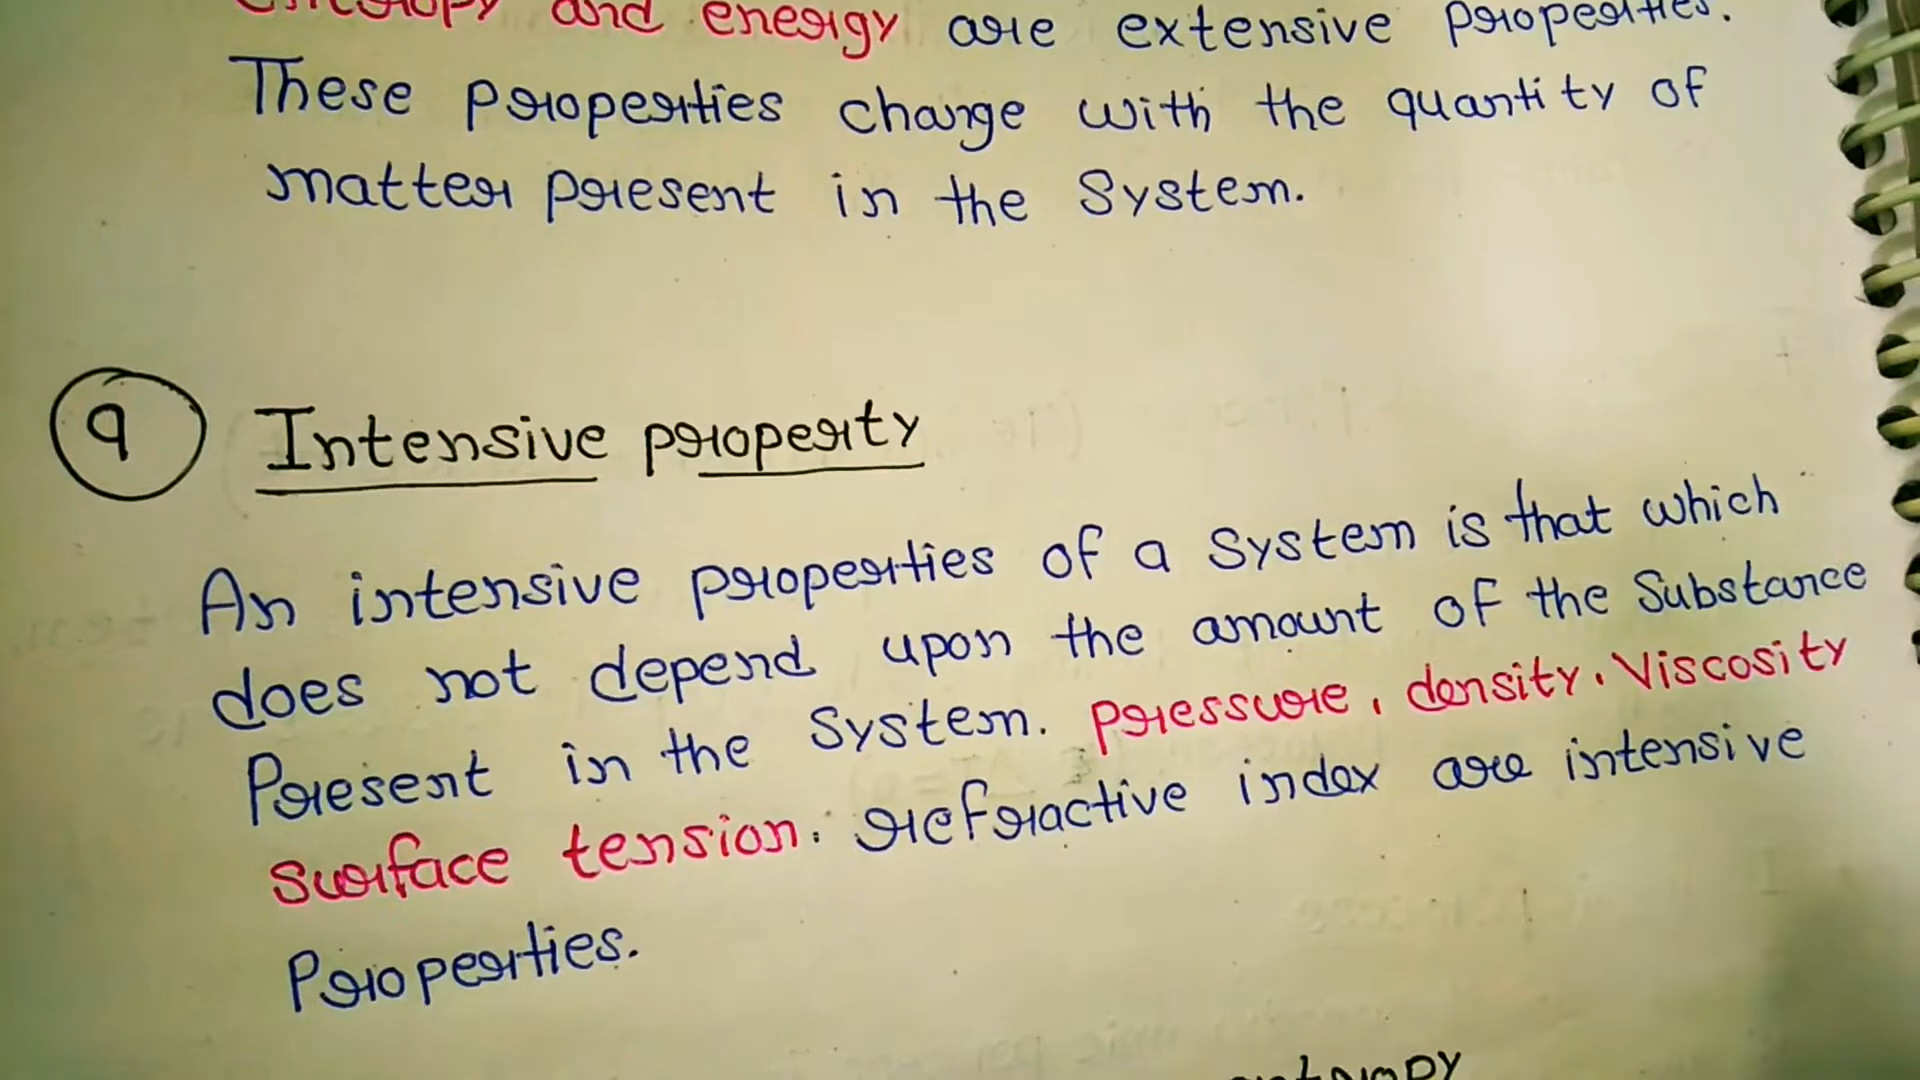 Entropy and energy are extensive properties.
These properties change with the quantity of
matter present in the System.
9 Intensive property
An intensive properties of a System is that which
does not depend upon the amount of the Substance
Present in the System. pressure, density. Viscosity
surface tension. refractive index are intensive
Properties.